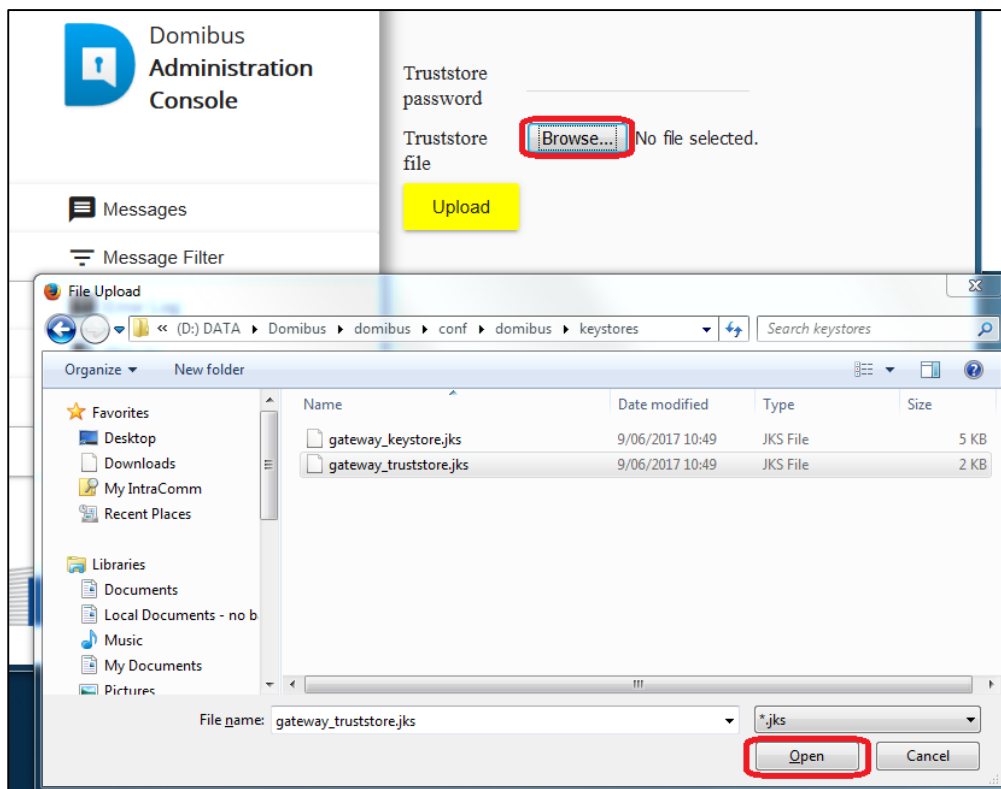 Domibus
Administration
Console
Truststore
password
Truststore
file
Browse... No file selected.
Upload
Messages
Message Filter
File Upload
« (D:) DATA Domibus domibus conf domibus keystores
Search keystores
Organize New folder
Name Date modified Type Size
Favorites
Desktop
Downloads
My IntraComm
Recent Places
gateway_keystore.jks 9/06/2017 10:49 JKS File 5 KB
gateway_truststore.jks 9/06/2017 10:49 JKS File 2 KB
Libraries
Documents
Local Documents - no b
Music
My Documents
Pictures
File name: gateway_truststore.jks
*.jks
Open Cancel